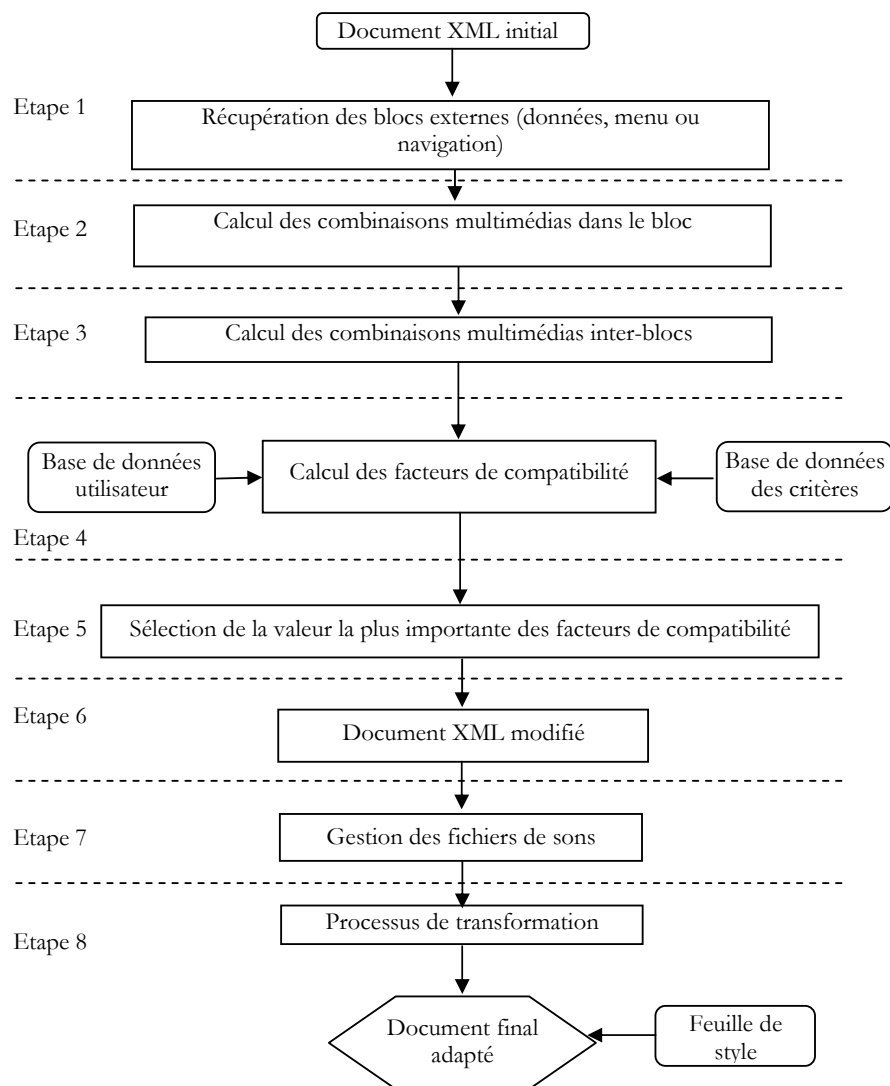 Document XML initial
Etape 1
Récupération des blocs externes (données, menu ou
navigation)
Etape 2
Calcul des combinaisons multimédias dans le bloc
Etape 3
Calcul des combinaisons multimédias inter-blocs
Base de données
utilisateur
Calcul des facteurs de compatibilité
Base de données
des critères
Etape 4
Etape 5
Sélection de la valeur la plus importante des facteurs de compatibilité
Etape 6
Document XML modifié
Etape 7
Gestion des fichiers de sons
Processus de transformation
Etape 8
Document final
adapté
Feuille de
style